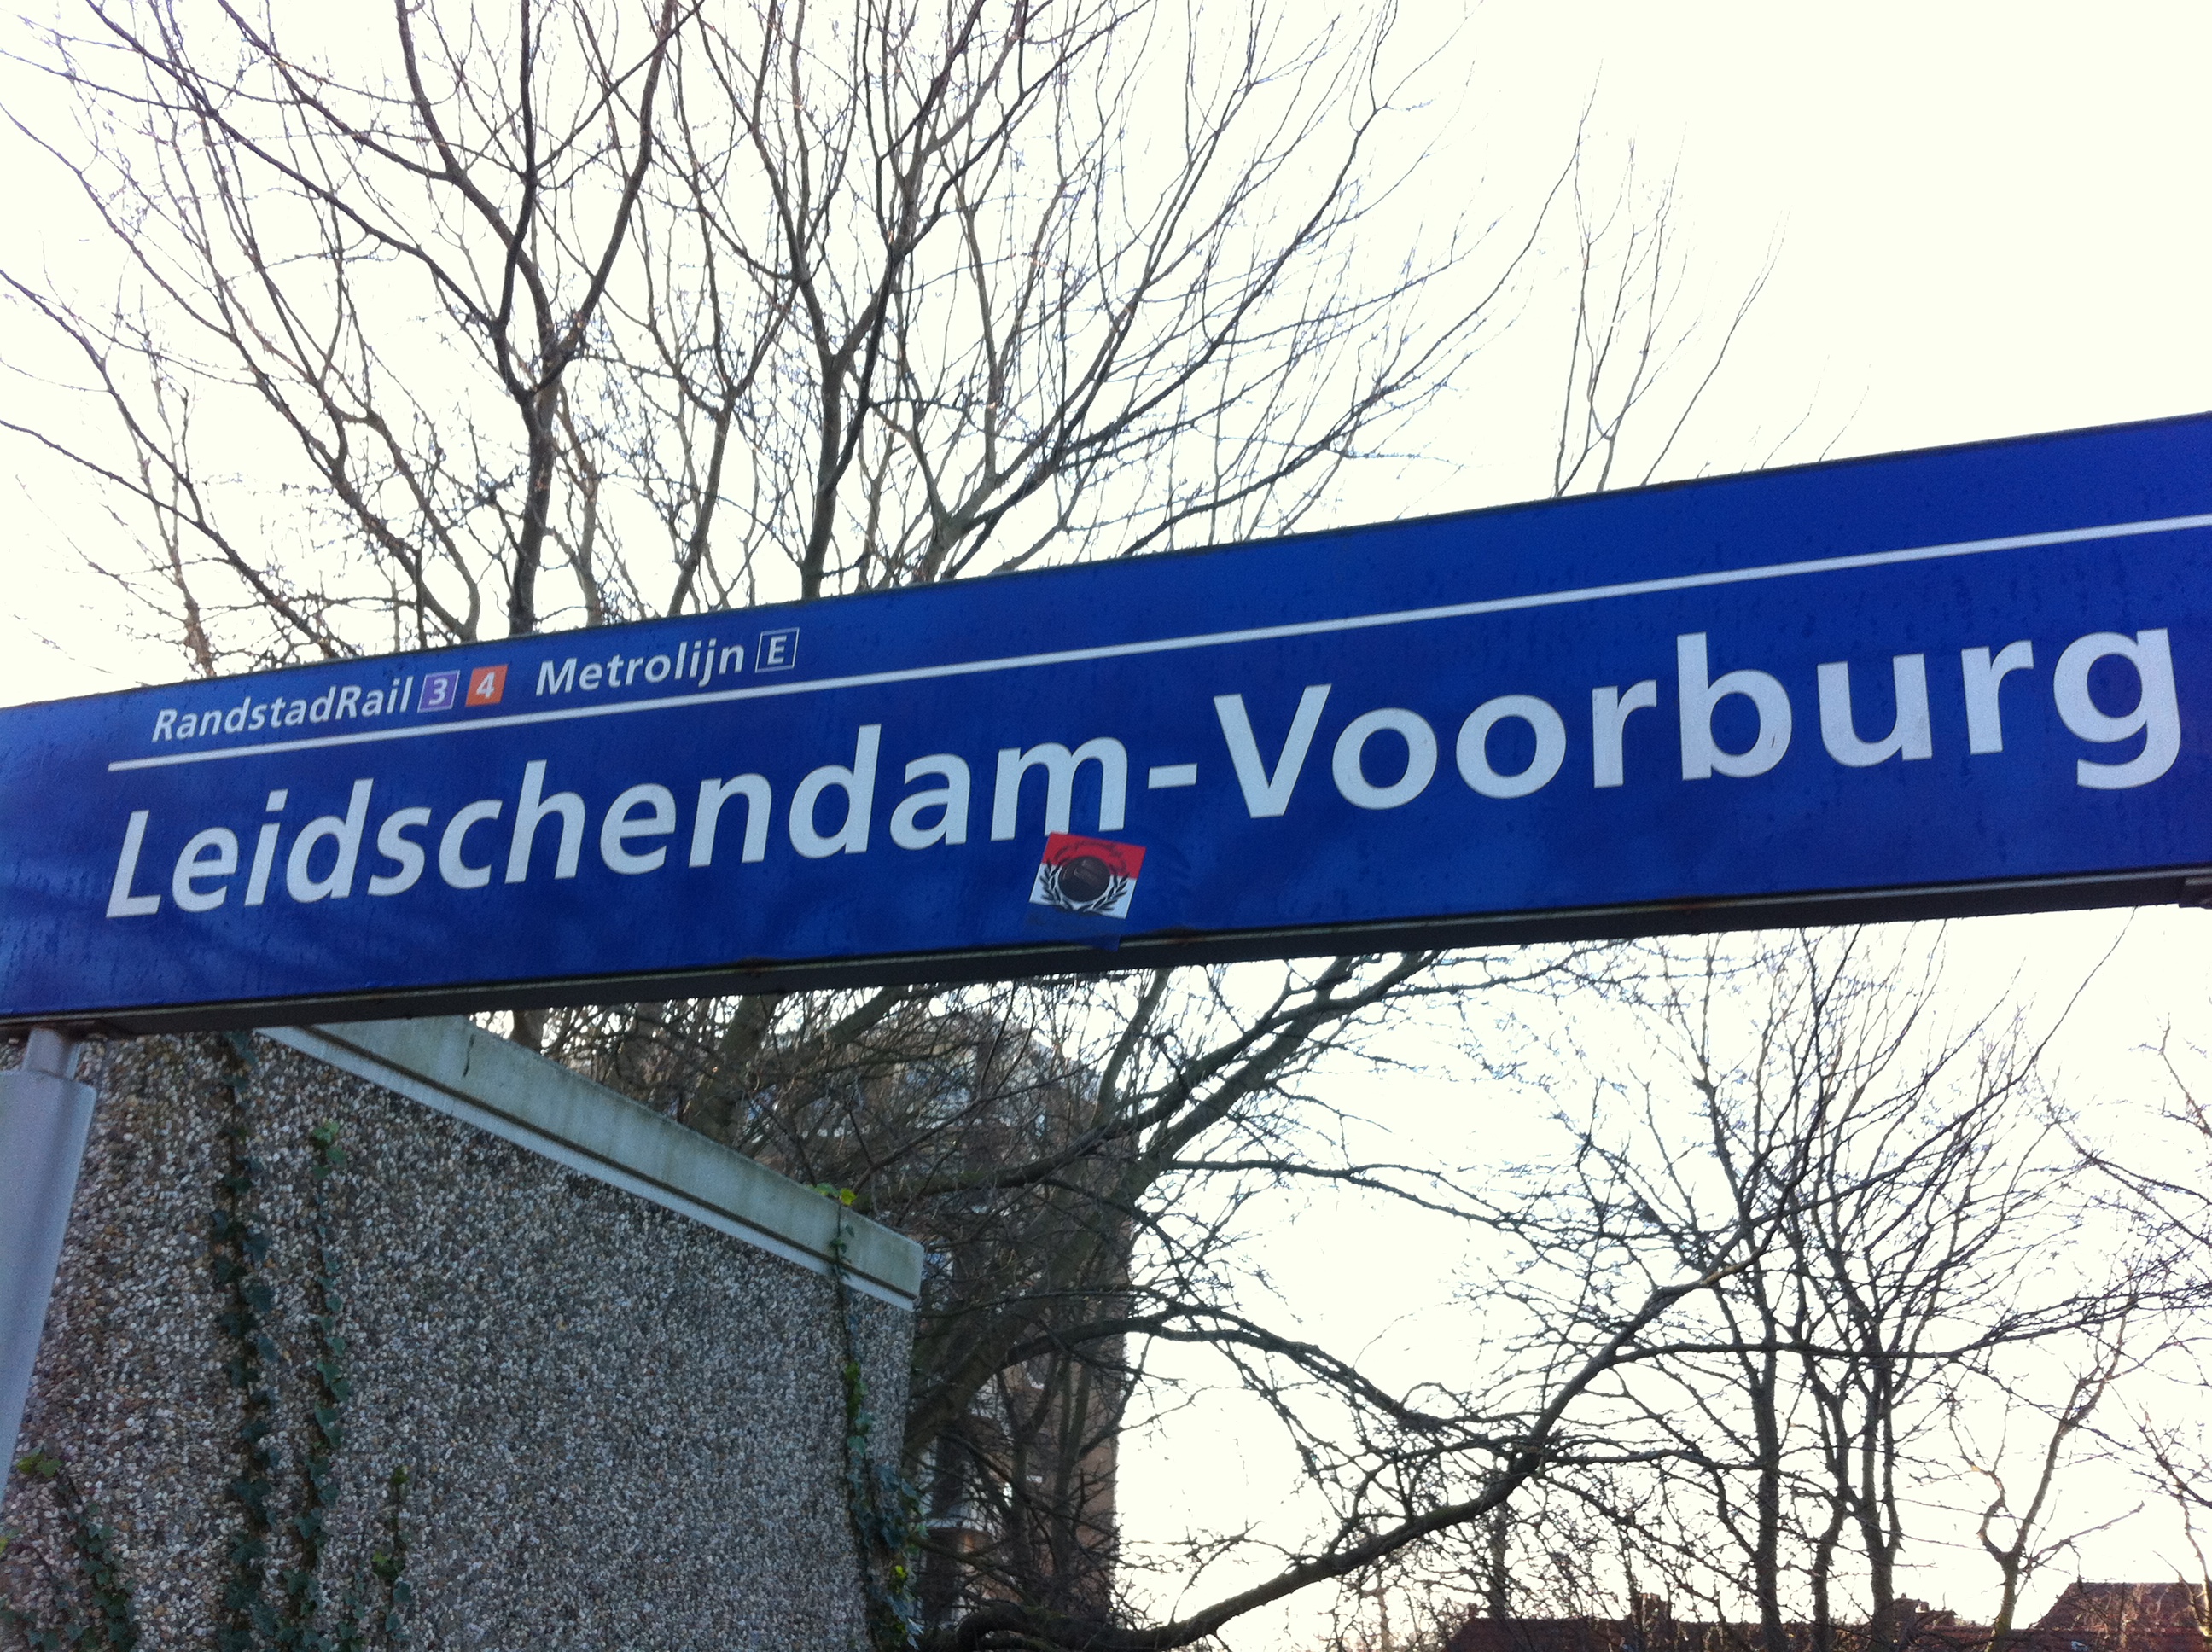 RandstadRail 3 4 Metrolijn E
Leidschendam-Voorburg